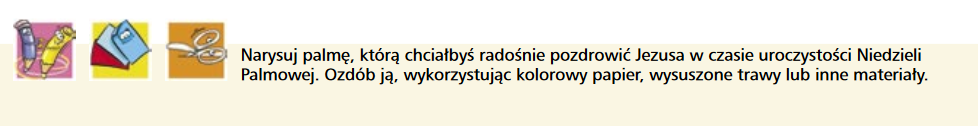 Narysuj palmę, którą chciałbyś radośnie pozdrowić Jezusa w czasie uroczystości Niedzieli
Palmowej. Ozdób ją, wykorzystując kolorowy papier, wysuszone trawy lub inne materiały.